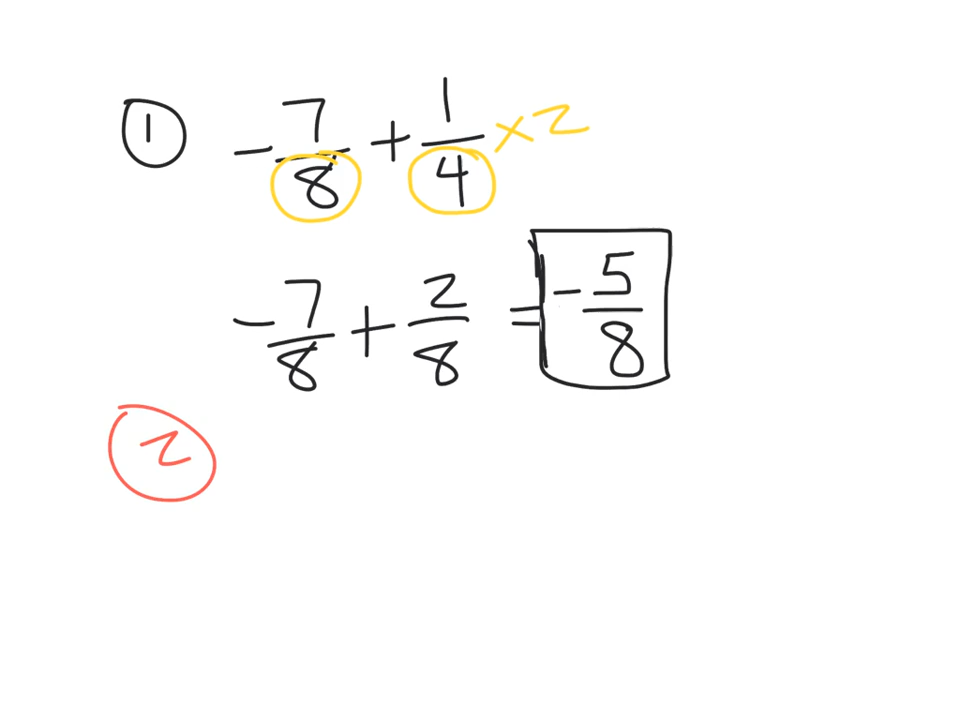 ① -7/8 + 1/4 ×2
-7/8 + 2/8 = -5/8
②